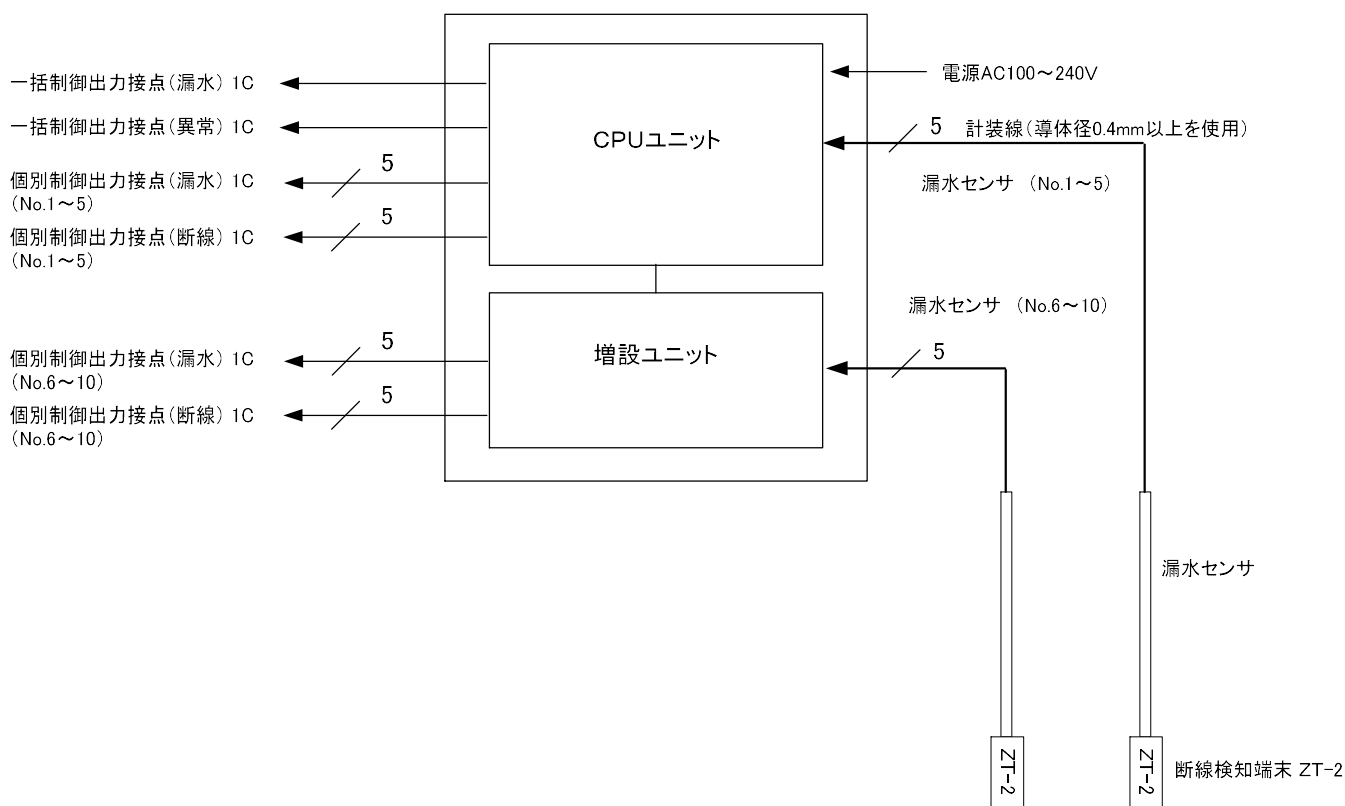 一括制御出力接点(漏水) 1C
一括制御出力接点(異常) 1C
個別制御出力接点(漏水) 1C
(No.1～5)
5
個別制御出力接点(断線) 1C
(No.1～5)
5
CPUユニット
電源AC100～240V
5
計装線(導体径0.4mm以上を使用)
漏水センサ (No.1～5)
個別制御出力接点(漏水) 1C
(No.6～10)
5
個別制御出力接点(断線) 1C
(No.6～10)
5
増設ユニット
漏水センサ (No.6～10)
5
漏水センサ
ZT-2
ZT-2
断線検知端末 ZT-2